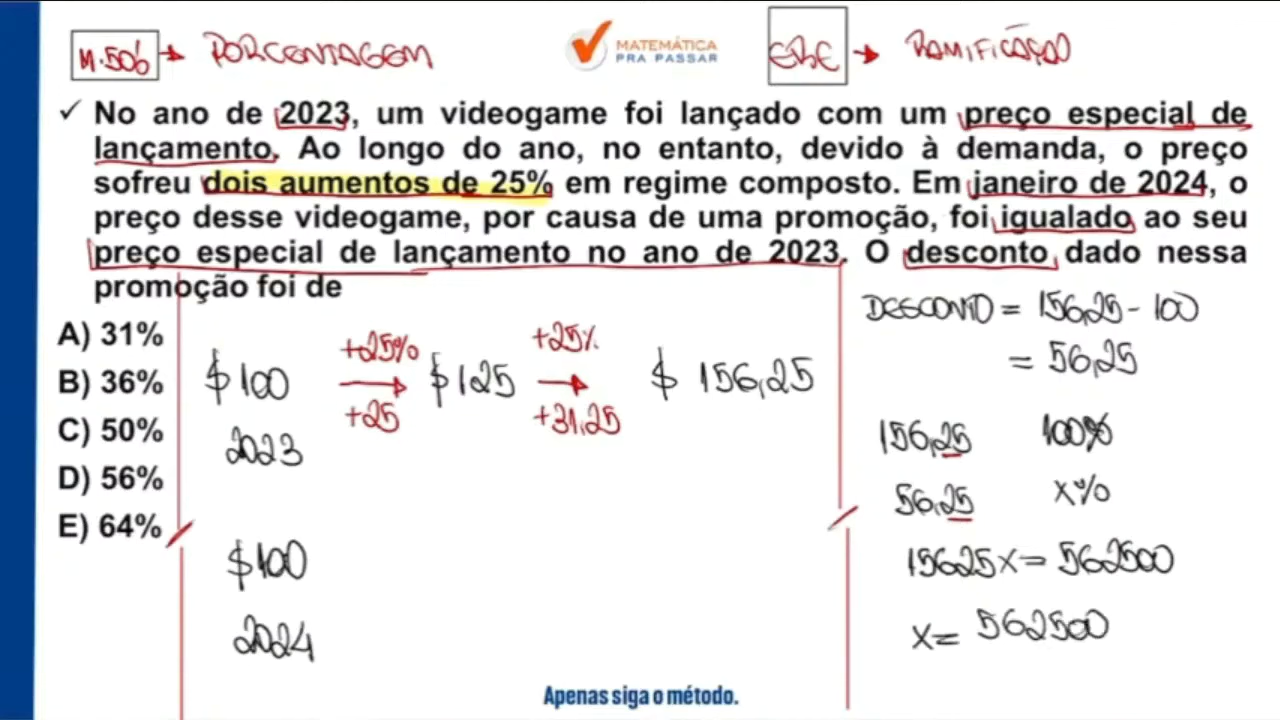 M.506 → PORCENTAGEM
MATEMÁTICA
PRA PASSAR
→ RAMIFICAÇÃO
✓ No ano de 2023, um videogame foi lançado com um preço especial de
lançamento. Ao longo do ano, no entanto, devido à demanda, o preço
sofreu dois aumentos de 25% em regime composto. Em janeiro de 2024, o
preço desse videogame, por causa de uma promoção, foi igualado ao seu
preço especial de lançamento no ano de 2023. O desconto dado nessa
promoção foi de
A) 31%
B) 36%
C) 50%
D) 56%
E) 64%
+25% +25%
$100 → $125 → $ 156,25
+25 +31,25
2023
$100
2024
DESCONTO = 156,25 - 100
= 56,25
156,25 100%
56,25 x%
15625x = 562500
x = 562500
Apenas siga o método.